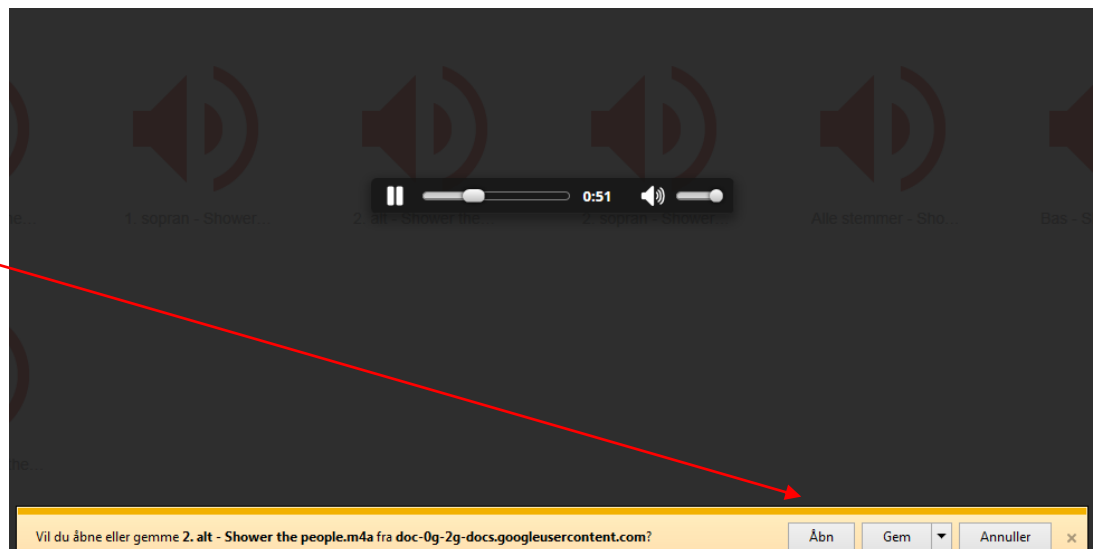 0:51
e...
1. sopran - Shower...
2. alt - Shower the...
2. sopran - Shower...
Alle stemmer - Sho...
Bas - S
he...
Vil du åbne eller gemme 2. alt - Shower the people.m4a fra doc-0g-2g-docs.googleusercontent.com?
Åbn
Gem
Annuller